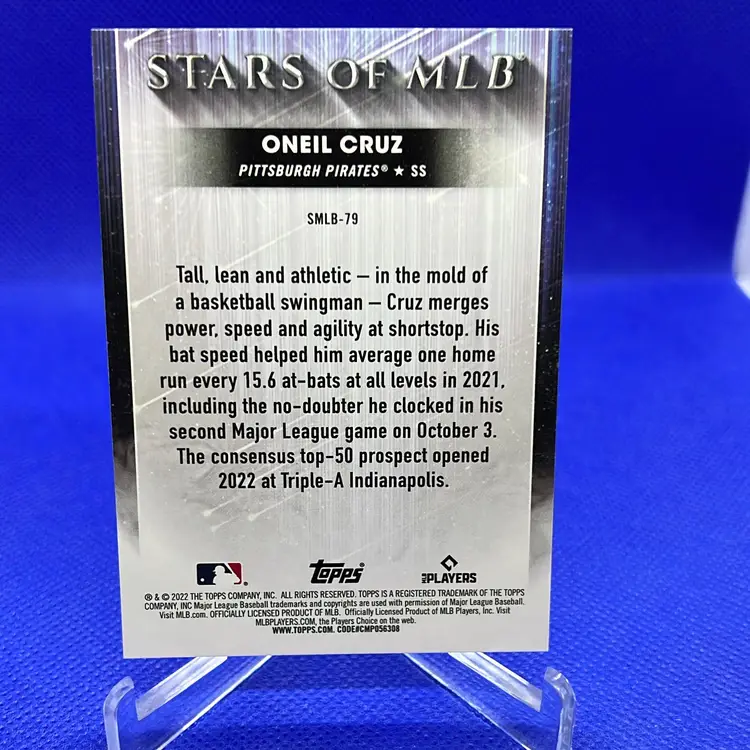 STARS OF MLB®
ONEIL CRUZ
PITTSBURGH PIRATES® ★ SS
SMLB-79
Tall, lean and athletic – in the mold of
a basketball swingman – Cruz merges
power, speed and agility at shortstop. His
bat speed helped him average one home
run every 15.6 at-bats at all levels in 2021,
including the no-doubter he clocked in his
second Major League game on October 3.
The consensus top-50 prospect opened
2022 at Triple-A Indianapolis.
Topps®
MLB PLAYERS
® & © 2022 THE TOPPS COMPANY, INC. ALL RIGHTS RESERVED. TOPPS IS A REGISTERED TRADEMARK OF THE TOPPS
COMPANY, INC Major League Baseball trademarks and copyrights are used with permission of Major League Baseball.
Visit MLB.com. OFFICIALLY LICENSED PRODUCT OF MLB. Officially Licensed Product of MLB Players, Inc. Visit
MLBPLAYERS.COM, the Players Choice on the web.
WWW.TOPPS.COM. CODE#CMP056308